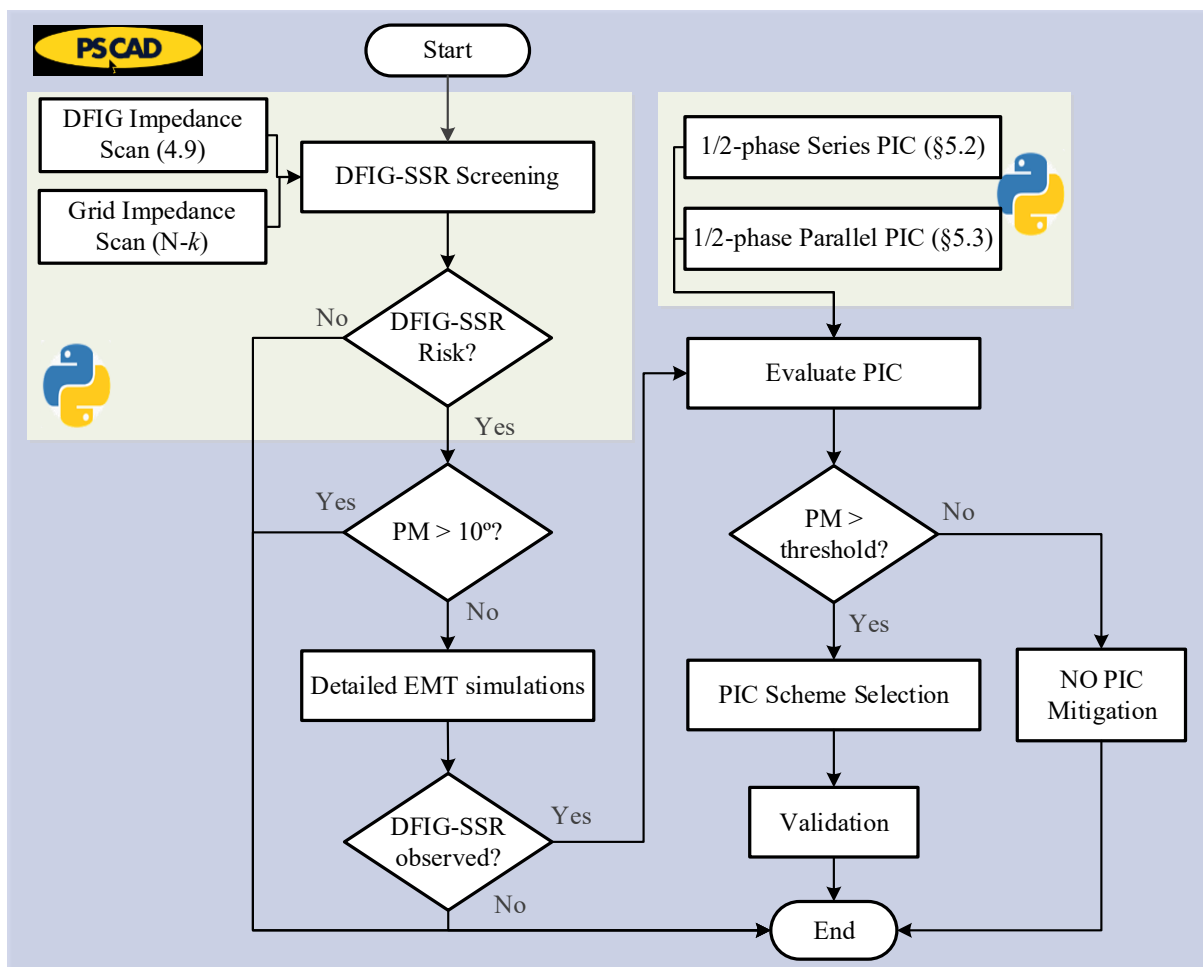 PSCAD
Start
DFIG Impedance
Scan (4.9)
Grid Impedance
Scan (N-k)
DFIG-SSR Screening
DFIG-SSR
Risk?
No
Yes
PM > 10º?
Yes
No
Detailed EMT simulations
DFIG-SSR
observed?
Yes
No
1/2-phase Series PIC (§5.2)
1/2-phase Parallel PIC (§5.3)
Evaluate PIC
PM >
threshold?
No
Yes
PIC Scheme Selection
NO PIC
Mitigation
Validation
End